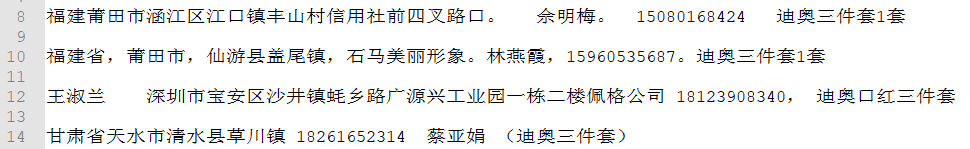 8 福建莆田市涵江区江口镇丰山村信用社前四叉路口。 佘明梅。 15080168424 迪奥三件套1套
9
10 福建省，莆田市，仙游县盖尾镇，石马美丽形象。林燕霞，15960535687。迪奥三件套1套
11
12 王淑兰 深圳市宝安区沙井镇蚝乡路广源兴工业园一栋二楼佩格公司 18123908340， 迪奥口红三件套
13
14 甘肃省天水市清水县草川镇 18261652314 蔡亚娟 （迪奥三件套）